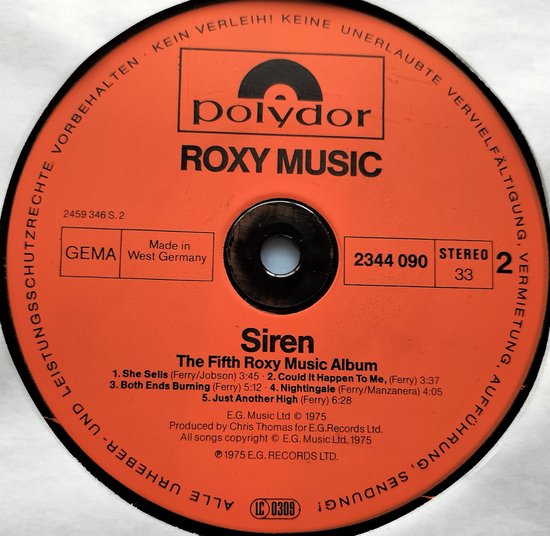 ALLE URHEBER- UND LEISTUNGSSCHUTZRECHTE VORBEHALTEN · KEIN VERLEIH! KEINE UNERLAUBTE VERVIELFÄLTIGUNG, VERMIETUNG, AUFFÜHRUNG, SENDUNG!
polydor
ROXY MUSIC
2459 346 S. 2
GEMA
Made in
West Germany
2344 090
STEREO
33
2
Siren
The Fifth Roxy Music Album
1. She Sells (Ferry/Jobson) 3:45 · 2. Could It Happen To Me, (Ferry) 3:37
3. Both Ends Burning (Ferry) 5:12 · 4. Nightingale (Ferry/Manzanera) 4:05
5. Just Another High (Ferry) 6:28
E.G. Music Ltd © 1975
Produced by Chris Thomas for E.G. Records Ltd.
All songs copyright © E.G. Music Ltd, 1975
℗ 1975 E.G. RECORDS LTD.
LC 0309